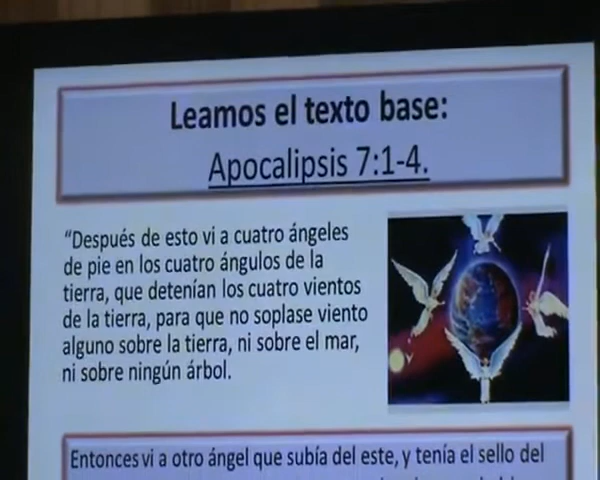 Leamos el texto base:
Apocalipsis 7:1-4.
“Después de esto vi a cuatro ángeles
de pie en los cuatro ángulos de la
tierra, que detenían los cuatro vientos
de la tierra, para que no soplase viento
alguno sobre la tierra, ni sobre el mar,
ni sobre ningún árbol.
Entonces vi a otro ángel que subía del este, y tenía el sello del